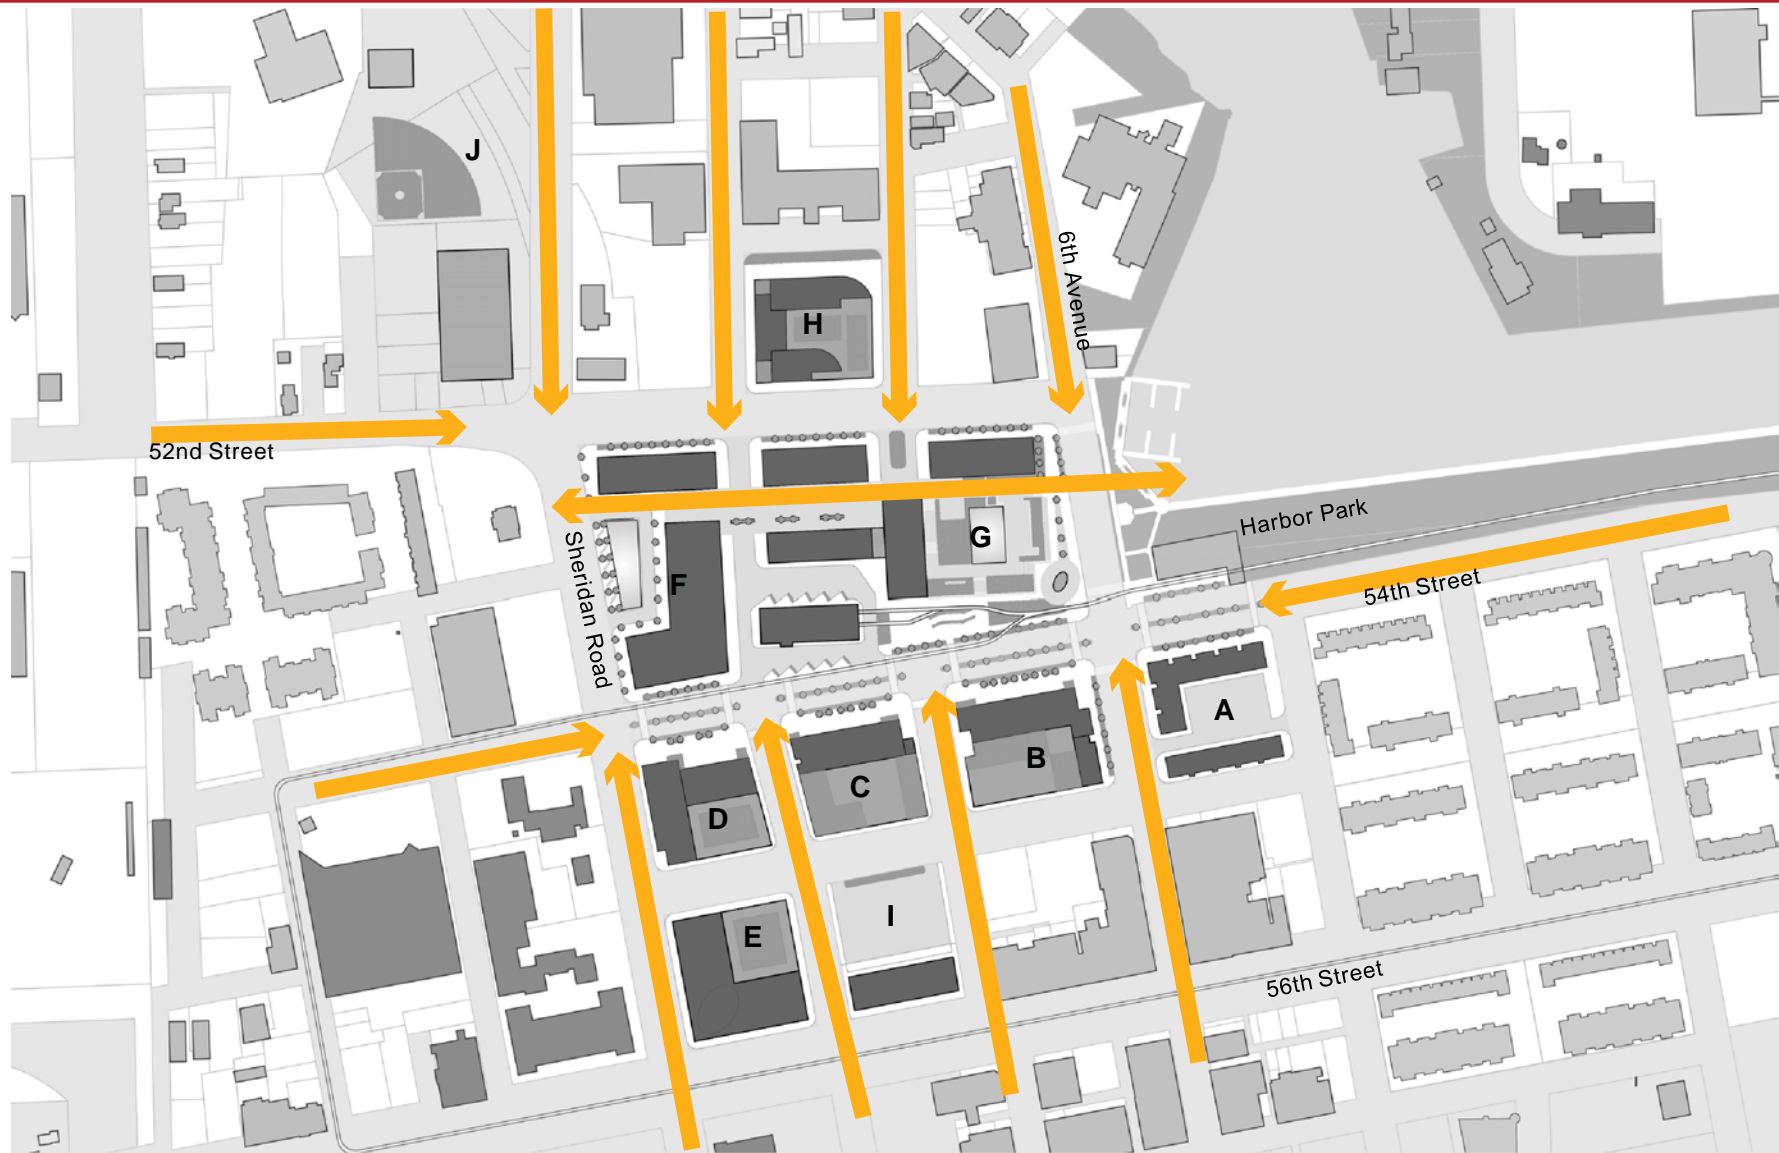 J
6th Avenue
H
52nd Street
Harbor Park
G
Sheridan Road
F
54th Street
A
B
C
D
I
E
56th Street